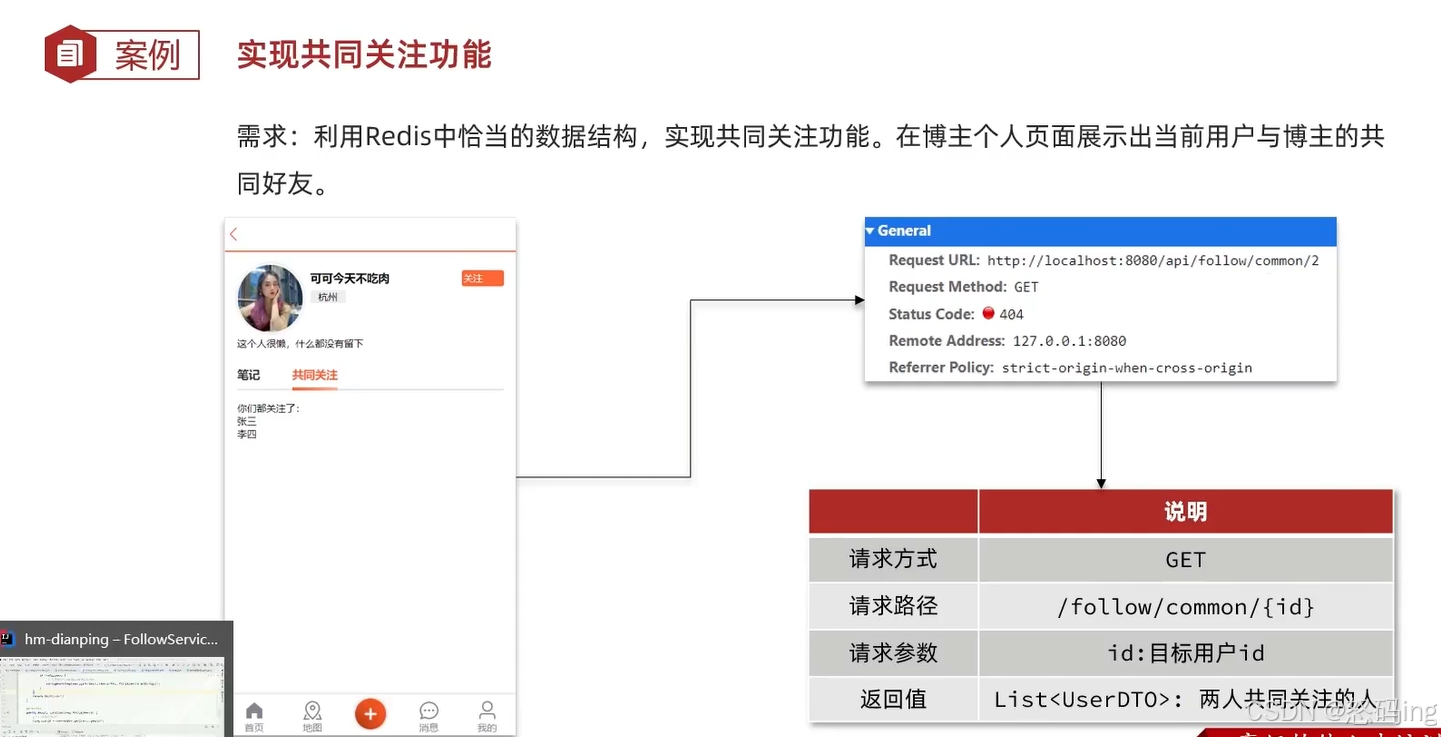 案例
实现共同关注功能
需求：利用Redis中恰当的数据结构，实现共同关注功能。在博主个人页面展示出当前用户与博主的共
同好友。
可可今天不吃肉
关注
杭州
这个人很懒，什么都没有留下
笔记 共同关注
你们都关注了：
张三
李四
首页 地图 消息 我的
General
Request URL: http://localhost:8080/api/follow/common/2
Request Method: GET
Status Code: 404
Remote Address: 127.0.0.1:8080
Referrer Policy: strict-origin-when-cross-origin
说明
请求方式 GET
请求路径 /follow/common/{id}
请求参数 id:目标用户id
返回值 List<UserDTO>: 两人共同关注的人
hm-dianping – FollowServic...